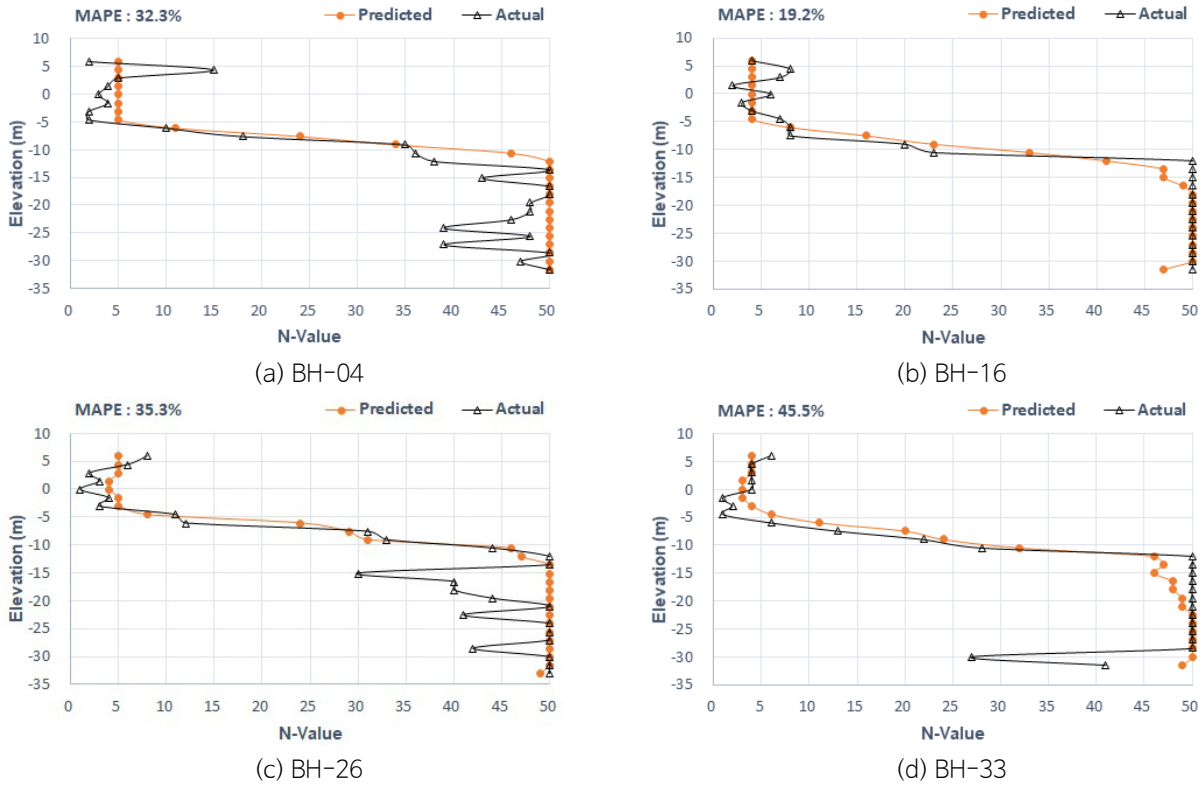 MAPE : 32.3% Predicted Actual
10
5
0
-5
-10
-15
-20
-25
-30
-35
Elevation (m)
0 5 10 15 20 25 30 35 40 45 50
N-Value
(a) BH-04
MAPE : 19.2% Predicted Actual
10
5
0
-5
-10
-15
-20
-25
-30
-35
Elevation (m)
0 5 10 15 20 25 30 35 40 45 50
N-Value
(b) BH-16
MAPE : 35.3% Predicted Actual
10
5
0
-5
-10
-15
-20
-25
-30
-35
Elevation (m)
0 5 10 15 20 25 30 35 40 45 50
N-Value
(c) BH-26
MAPE : 45.5% Predicted Actual
10
5
0
-5
-10
-15
-20
-25
-30
-35
Elevation (m)
0 5 10 15 20 25 30 35 40 45 50
N-Value
(d) BH-33